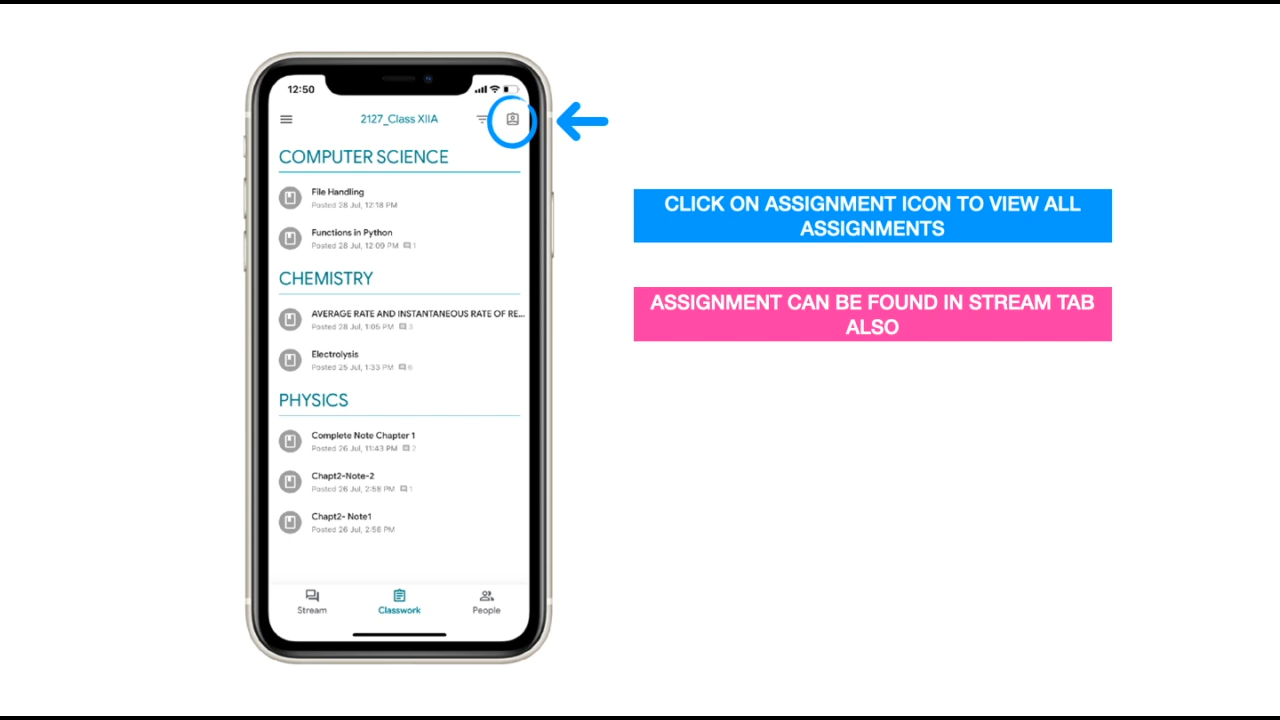 12:50
2127_Class XIIA
COMPUTER SCIENCE
File Handling
Posted 28 Jul, 12:18 PM
Functions in Python
Posted 28 Jul, 12:09 PM 1
CHEMISTRY
AVERAGE RATE AND INSTANTANEOUS RATE OF RE...
Posted 28 Jul, 1:05 PM 3
Electrolysis
Posted 25 Jul, 1:33 PM 6
PHYSICS
Complete Note Chapter 1
Posted 26 Jul, 11:43 PM 2
Chapt2-Note-2
Posted 26 Jul, 2:58 PM 1
Chapt2- Note1
Posted 26 Jul, 2:56 PM
Stream
Classwork
People
CLICK ON ASSIGNMENT ICON TO VIEW ALL
ASSIGNMENTS
ASSIGNMENT CAN BE FOUND IN STREAM TAB
ALSO